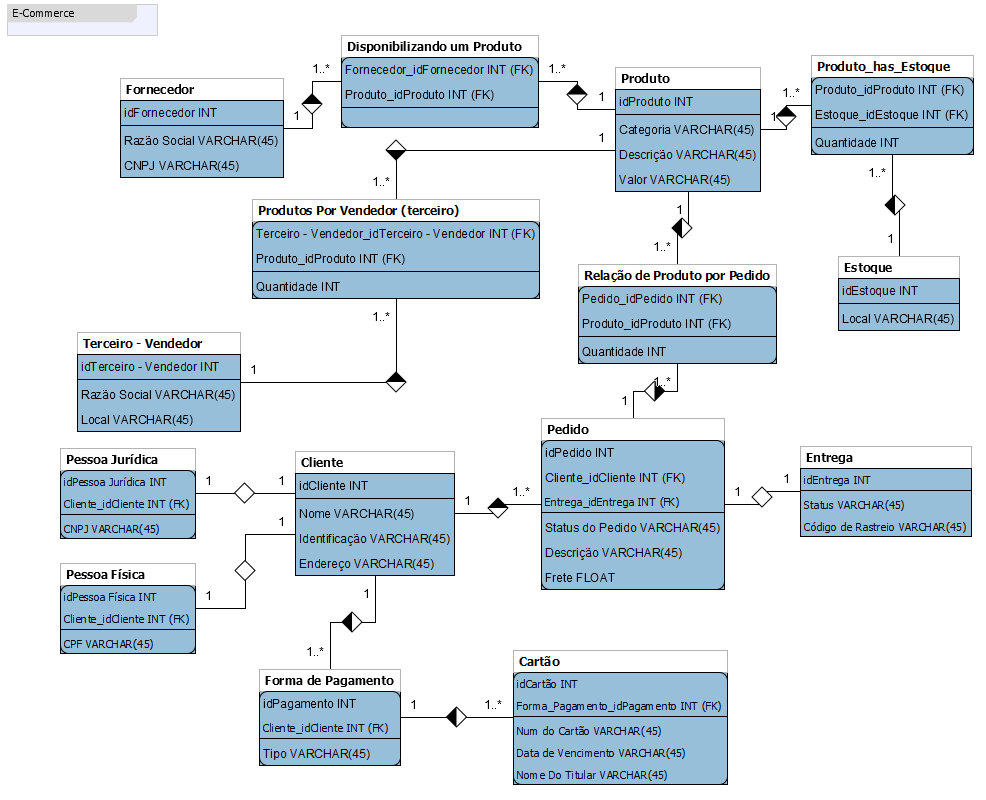 E-Commerce
Disponibilizando um Produto
Fornecedor_idFornecedor INT (FK)
Produto_idProduto INT (FK)
Fornecedor
idFornecedor INT
Razão Social VARCHAR(45)
CNPJ VARCHAR(45)
1
1..*
1..*
1
Produto
idProduto INT
Categoria VARCHAR(45)
Descrição VARCHAR(45)
Valor VARCHAR(45)
1
1..*
Produto_has_Estoque
Produto_idProduto INT (FK)
Estoque_idEstoque INT (FK)
Quantidade INT
1..*
1
Estoque
idEstoque INT
Local VARCHAR(45)
1
1..*
Produtos Por Vendedor (terceiro)
Terceiro - Vendedor_idTerceiro - Vendedor INT (FK)
Produto_idProduto INT (FK)
Quantidade INT
1..*
1
Terceiro - Vendedor
idTerceiro - Vendedor INT
Razão Social VARCHAR(45)
Local VARCHAR(45)
1
1..*
Relação de Produto por Pedido
Pedido_idPedido INT (FK)
Produto_idProduto INT (FK)
Quantidade INT
1..*
1
Pedido
idPedido INT
Cliente_idCliente INT (FK)
Entrega_idEntrega INT (FK)
Status do Pedido VARCHAR(45)
Descrição VARCHAR(45)
Frete FLOAT
1
1
Entrega
idEntrega INT
Status VARCHAR(45)
Código de Rastreio VARCHAR(45)
Pessoa Jurídica
idPessoa Jurídica INT
Cliente_idCliente INT (FK)
CNPJ VARCHAR(45)
1
1
Cliente
idCliente INT
Nome VARCHAR(45)
Identificação VARCHAR(45)
Endereço VARCHAR(45)
1
1..*
1
1
Pessoa Física
idPessoa Física INT
Cliente_idCliente INT (FK)
CPF VARCHAR(45)
1
1..*
Forma de Pagamento
idPagamento INT
Cliente_idCliente INT (FK)
Tipo VARCHAR(45)
1
1..*
Cartão
idCartão INT
Forma_Pagamento_idPagamento INT (FK)
Num do Cartão VARCHAR(45)
Data de Vencimento VARCHAR(45)
Nome Do Titular VARCHAR(45)